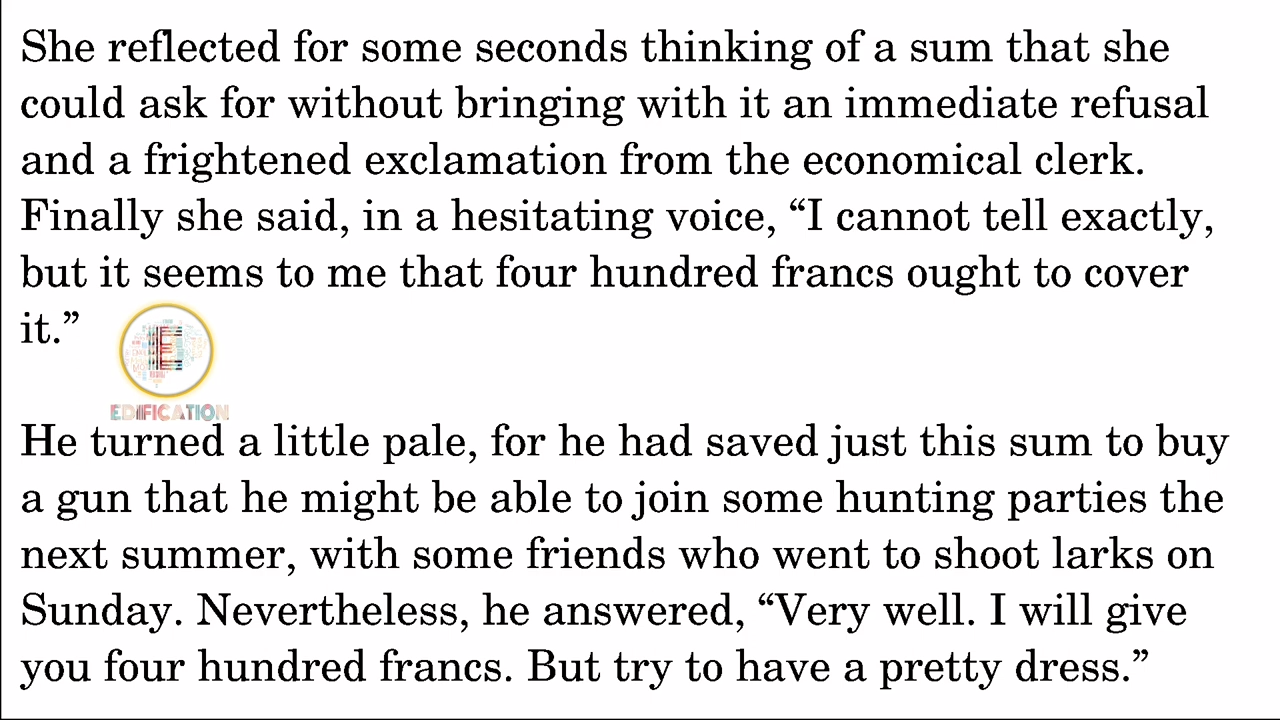 She reflected for some seconds thinking of a sum that she
could ask for without bringing with it an immediate refusal
and a frightened exclamation from the economical clerk.
Finally she said, in a hesitating voice, “I cannot tell exactly,
but it seems to me that four hundred francs ought to cover
it.”
EDIFICATION
He turned a little pale, for he had saved just this sum to buy
a gun that he might be able to join some hunting parties the
next summer, with some friends who went to shoot larks on
Sunday. Nevertheless, he answered, “Very well. I will give
you four hundred francs. But try to have a pretty dress.”